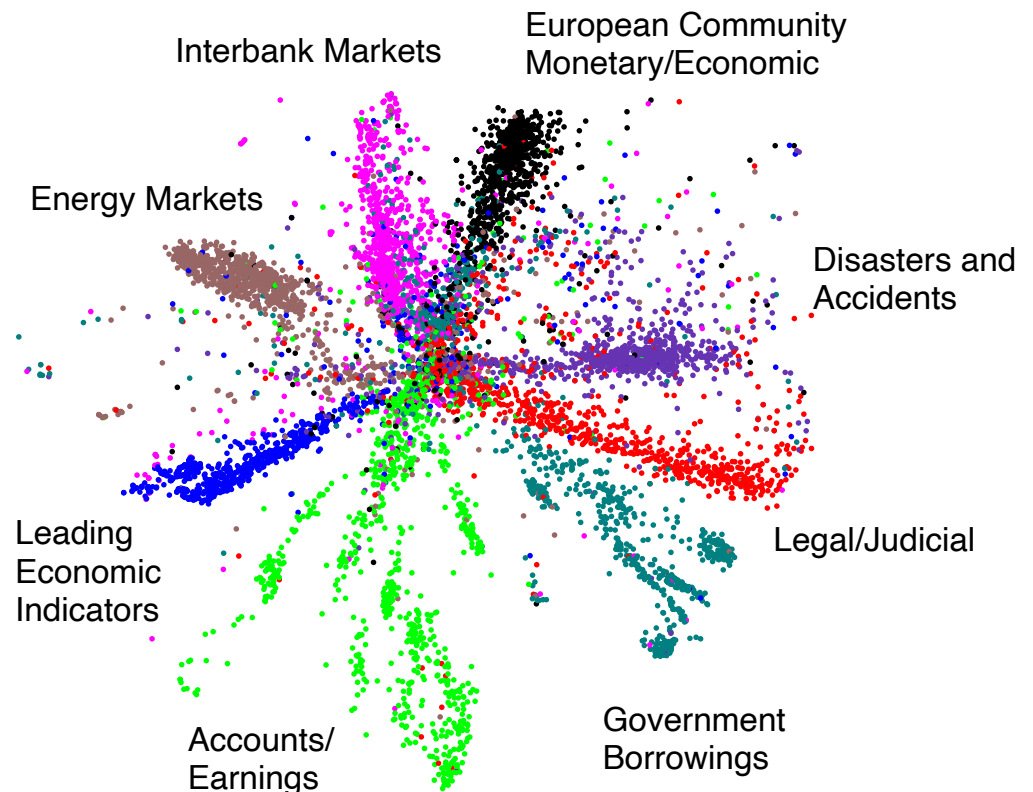 European Community
Monetary/Economic
Interbank Markets
Energy Markets
Disasters and
Accidents
Leading
Economic
Indicators
Legal/Judicial
Government
Borrowings
Accounts/
Earnings